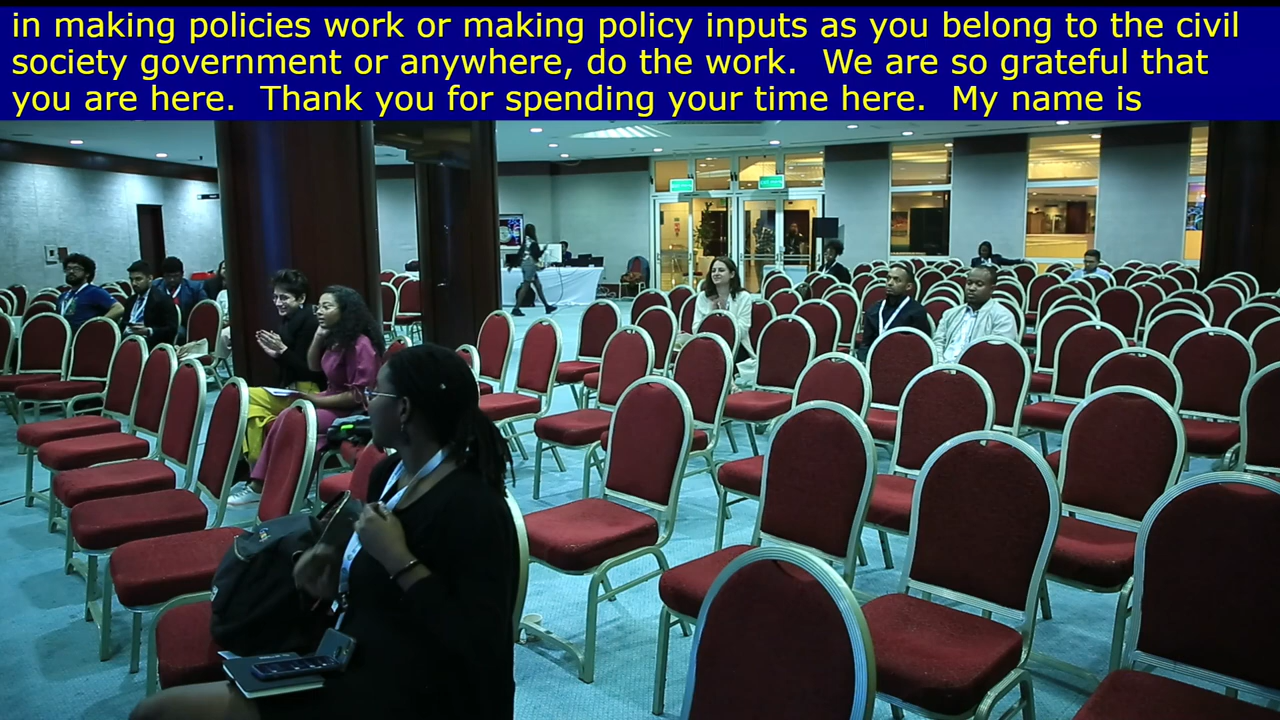 in making policies work or making policy inputs as you belong to the civil
society government or anywhere, do the work.  We are so grateful that
you are here.  Thank you for spending your time here.  My name is